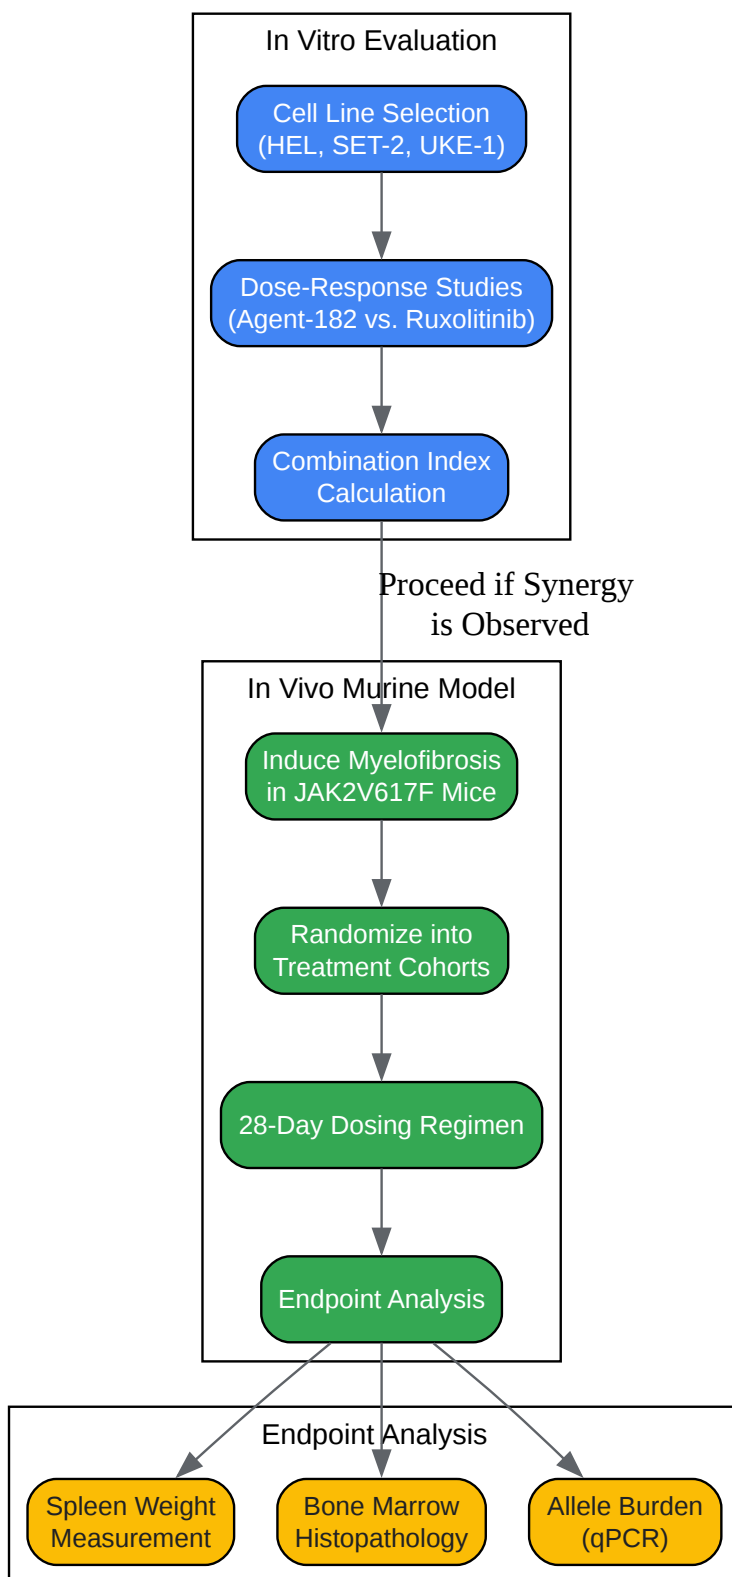 In Vitro Evaluation
Cell Line Selection
(HEL, SET-2, UKE-1)
Dose-Response Studies
(Agent-182 vs. Ruxolitinib)
Combination Index
Calculation
Proceed if Synergy
is Observed
In Vivo Murine Model
Induce Myelofibrosis
in JAK2V617F Mice
Randomize into
Treatment Cohorts
28-Day Dosing Regimen
Endpoint Analysis
Endpoint Analysis
Spleen Weight
Measurement
Bone Marrow
Histopathology
Allele Burden
(qPCR)